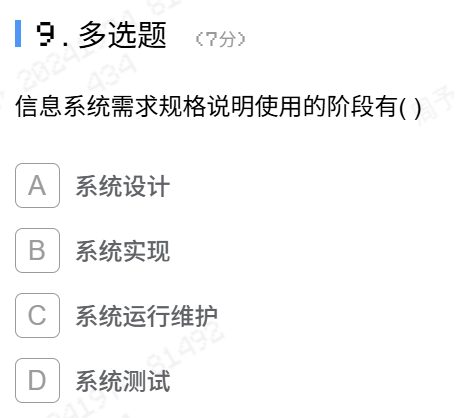 9.多选题 (7分)
信息系统需求规格说明使用的阶段有( )
A 系统设计
B 系统实现
C 系统运行维护
D 系统测试